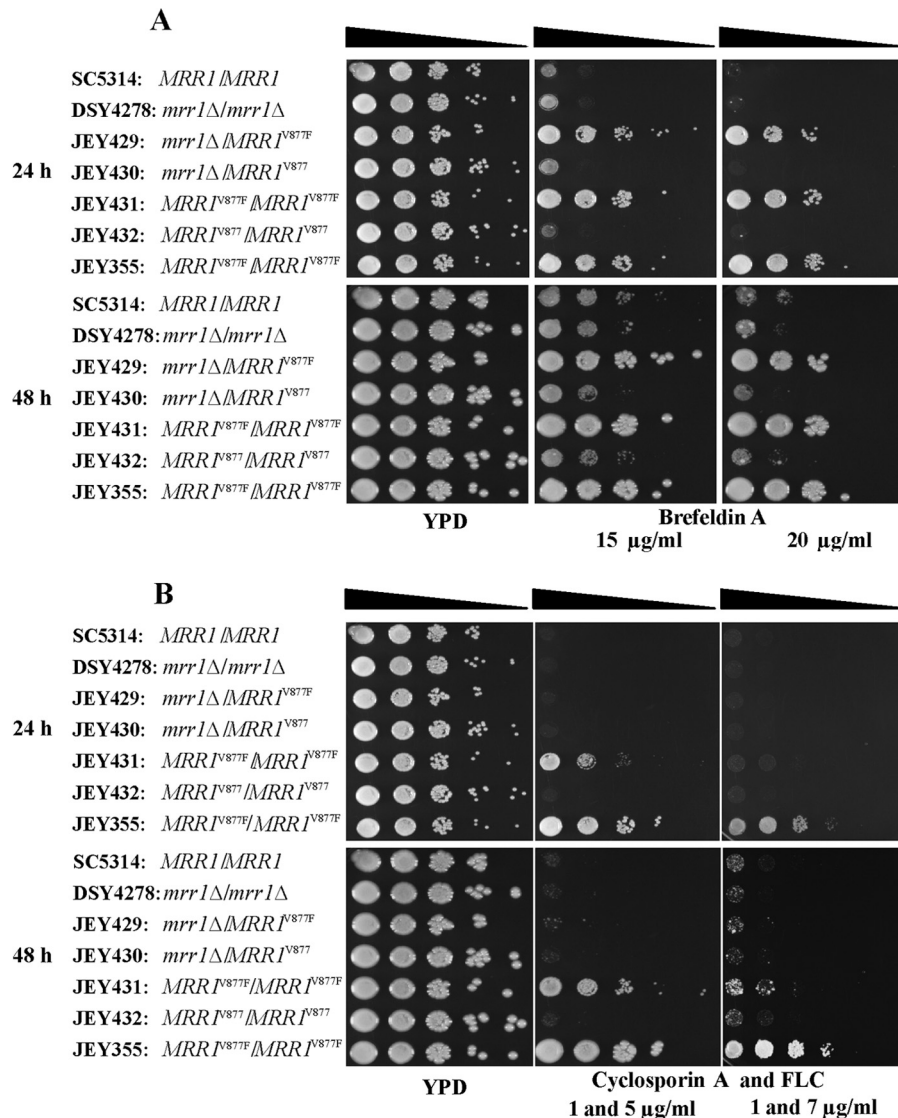 A
SC5314: MRR1/MRR1
DSY4278: mrr1Δ/mrr1Δ
JEY429: mrr1Δ/MRR1V877F
24 h JEY430: mrr1Δ/MRR1V877
JEY431: MRR1V877F/MRR1V877F
JEY432: MRR1V877/MRR1V877
JEY355: MRR1V877F/MRR1V877F
SC5314: MRR1/MRR1
DSY4278: mrr1Δ/mrr1Δ
JEY429: mrr1Δ/MRR1V877F
48 h JEY430: mrr1Δ/MRR1V877
JEY431: MRR1V877F/MRR1V877F
JEY432: MRR1V877/MRR1V877
JEY355: MRR1V877F/MRR1V877F
YPD Brefeldin A
15 µg/ml 20 µg/ml
B
SC5314: MRR1/MRR1
DSY4278: mrr1Δ/mrr1Δ
JEY429: mrr1Δ/MRR1V877F
24 h JEY430: mrr1Δ/MRR1V877
JEY431: MRR1V877F/MRR1V877F
JEY432: MRR1V877/MRR1V877
JEY355: MRR1V877F/MRR1V877F
SC5314: MRR1/MRR1
DSY4278: mrr1Δ/mrr1Δ
JEY429: mrr1Δ/MRR1V877F
48 h JEY430: mrr1Δ/MRR1V877
JEY431: MRR1V877F/MRR1V877F
JEY432: MRR1V877/MRR1V877
JEY355: MRR1V877F/MRR1V877F
YPD Cyclosporin A and FLC
1 and 5 µg/ml 1 and 7 µg/ml